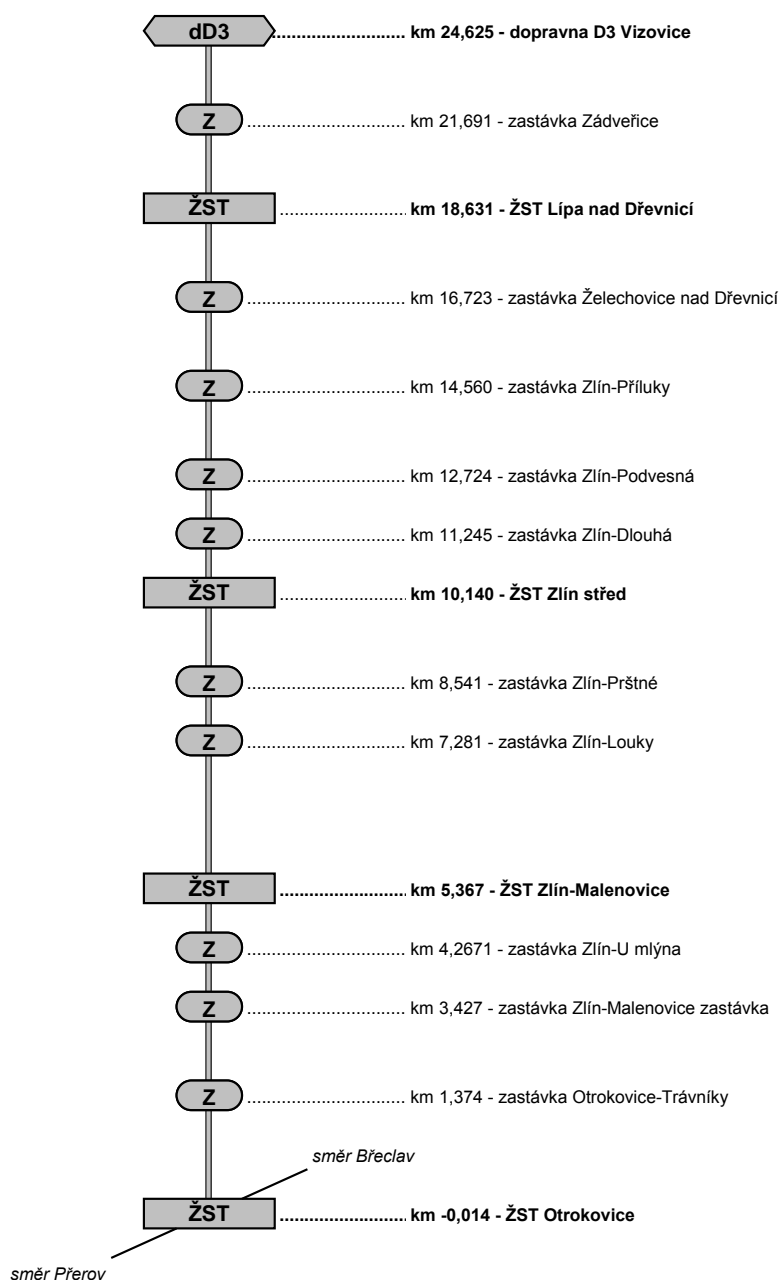 dD3 ............................... km 24,625 - dopravna D3 Vizovice
Z ..................................... km 21,691 - zastávka Zádveřice
ŽST .............................. km 18,631 - ŽST Lípa nad Dřevnicí
Z ..................................... km 16,723 - zastávka Želechovice nad Dřevnicí
Z ..................................... km 14,560 - zastávka Zlín-Příluky
Z ..................................... km 12,724 - zastávka Zlín-Podvesná
Z ..................................... km 11,245 - zastávka Zlín-Dlouhá
ŽST .............................. km 10,140 - ŽST Zlín střed
Z ..................................... km 8,541 - zastávka Zlín-Prštné
Z ..................................... km 7,281 - zastávka Zlín-Louky
ŽST .............................. km 5,367 - ŽST Zlín-Malenovice
Z ..................................... km 4,2671 - zastávka Zlín-U mlýna
Z ..................................... km 3,427 - zastávka Zlín-Malenovice zastávka
Z ..................................... km 1,374 - zastávka Otrokovice-Trávníky
směr Břeclav
ŽST .............................. km -0,014 - ŽST Otrokovice
směr Přerov